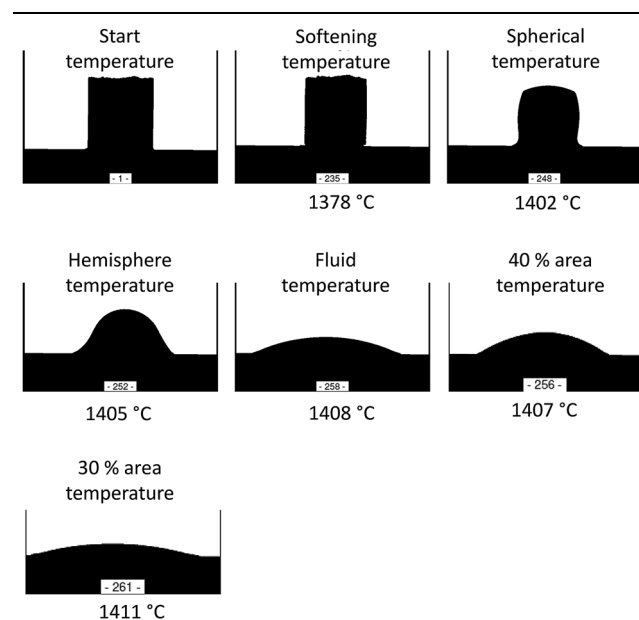 Start
temperature
Softening
temperature
Spherical
temperature
- 1 -
- 235 -
- 248 -
1378 °C
1402 °C
Hemisphere
temperature
Fluid
temperature
40 % area
temperature
- 252 -
- 258 -
- 256 -
1405 °C
1408 °C
1407 °C
30 % area
temperature
- 261 -
1411 °C